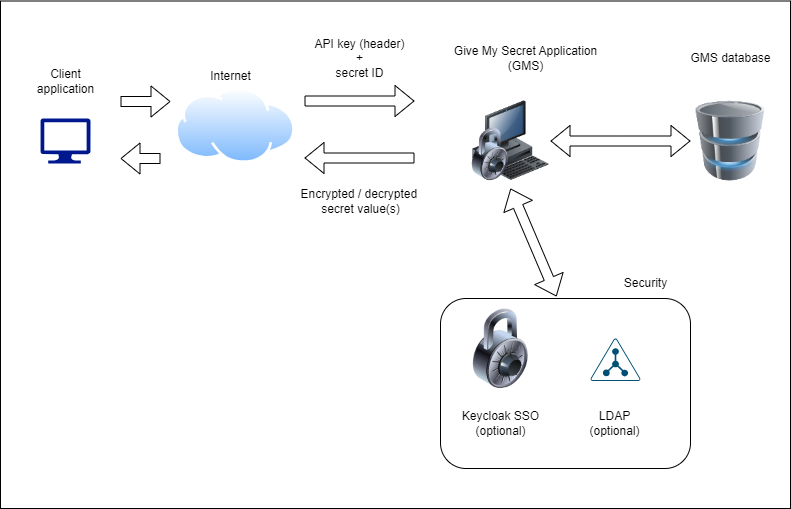 Client
application
Internet
API key (header)
+
secret ID
Encrypted / decrypted
secret value(s)
Give My Secret Application
(GMS)
GMS database
Security
Keycloak SSO
(optional)
LDAP
(optional)